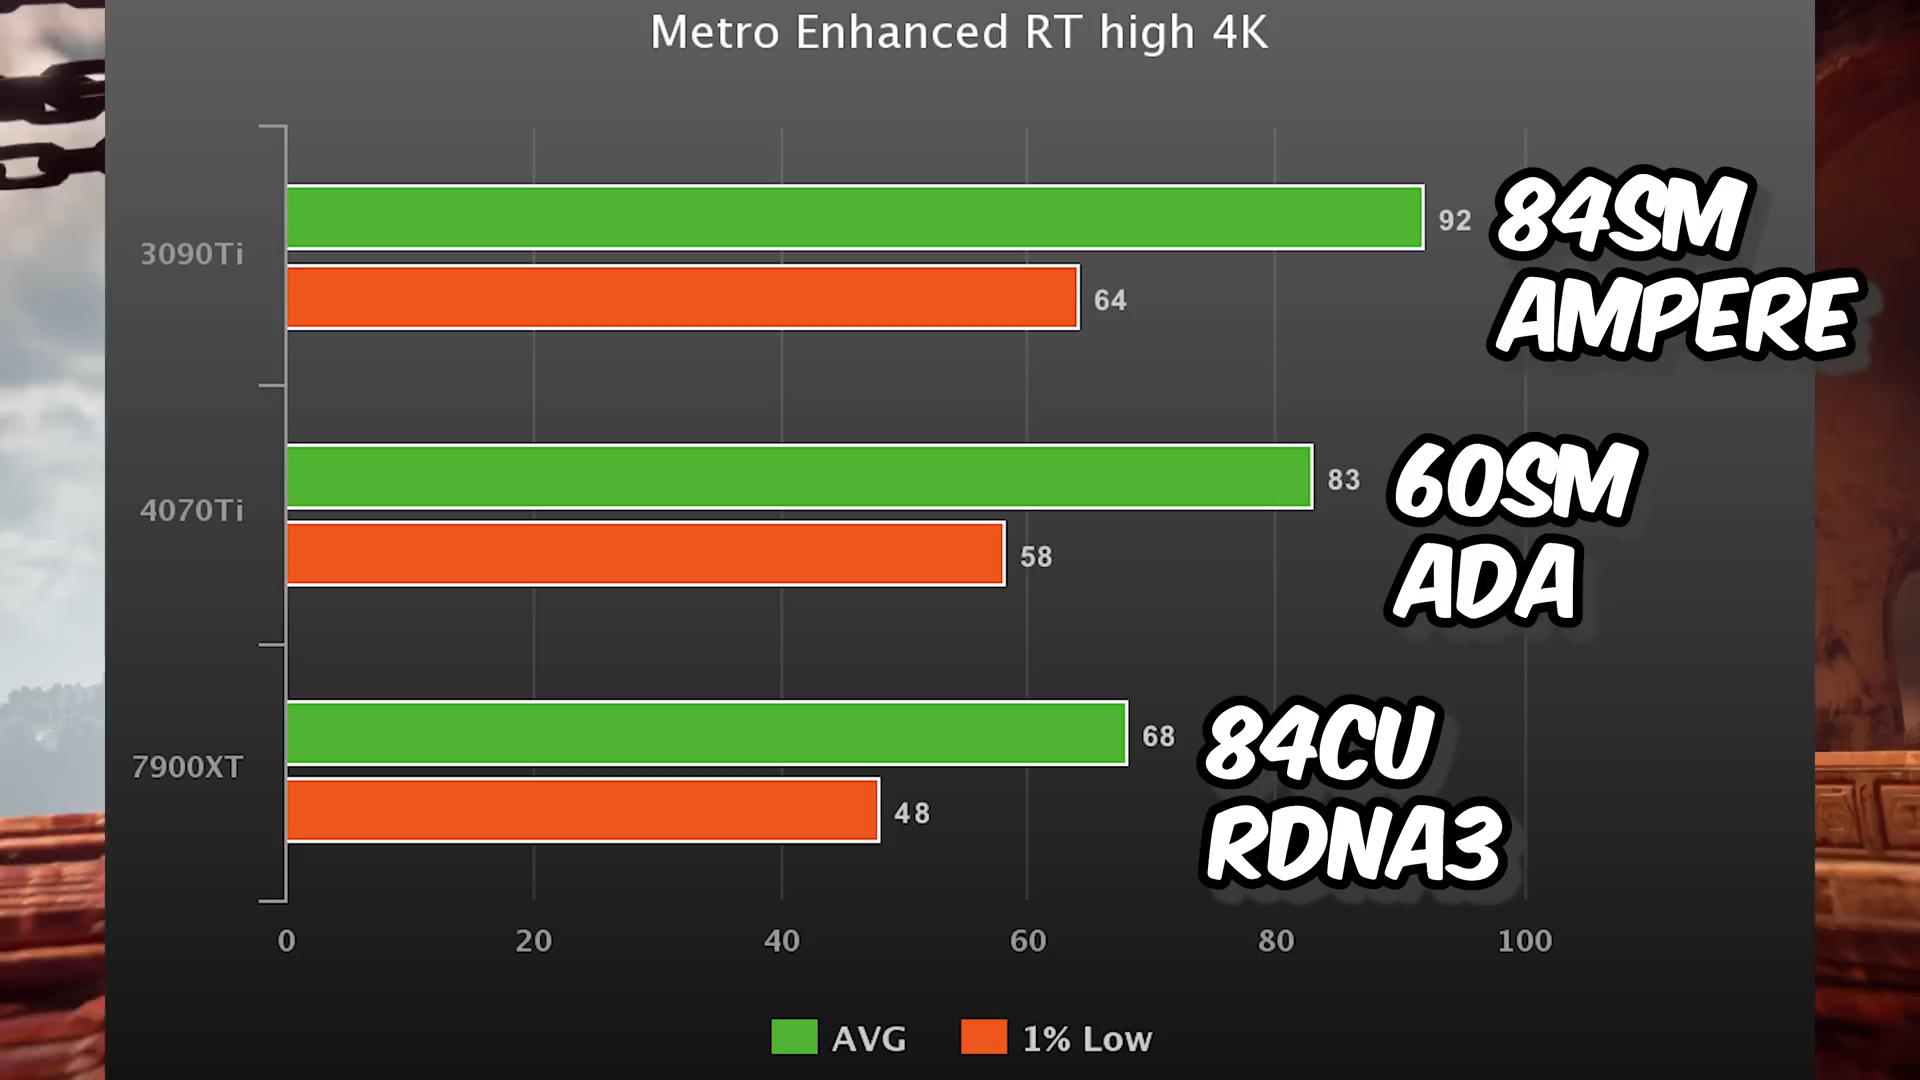 Metro Enhanced RT high 4K
3090Ti
92
64
84SM
AMPERE
4070Ti
83
58
60SM
ADA
7900XT
68
48
84CU
RDNA3
0 20 40 60 80 100
AVG 1% Low